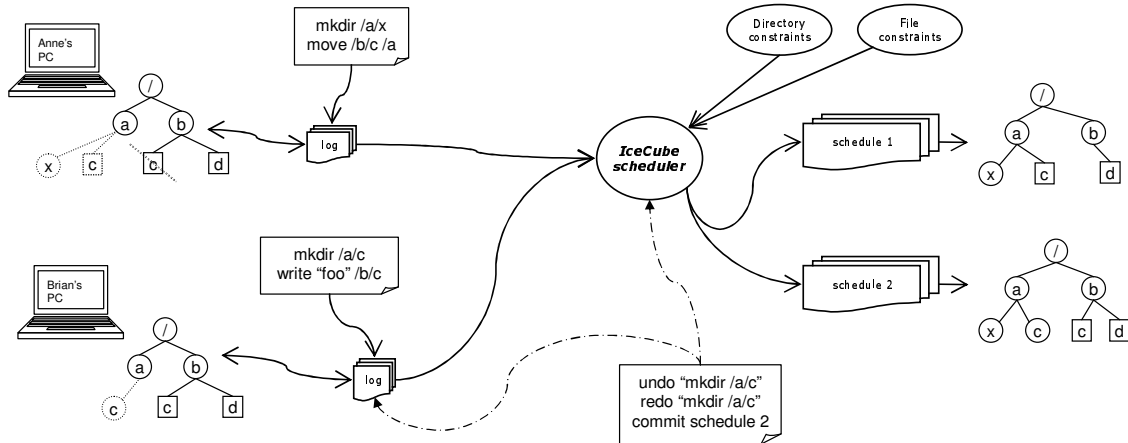 mkdir /a/x
move /b/c /a
Directory
constraints
File
constraints
Anne's
PC
/
a
b
x
c
c
d
log
IceCube
scheduler
schedule 1
/
a
b
x
c
d
mkdir /a/c
write “foo” /b/c
Brian's
PC
/
a
b
c
c
d
log
schedule 2
/
a
b
x
c
c
d
undo “mkdir /a/c”
redo “mkdir /a/c”
commit schedule 2